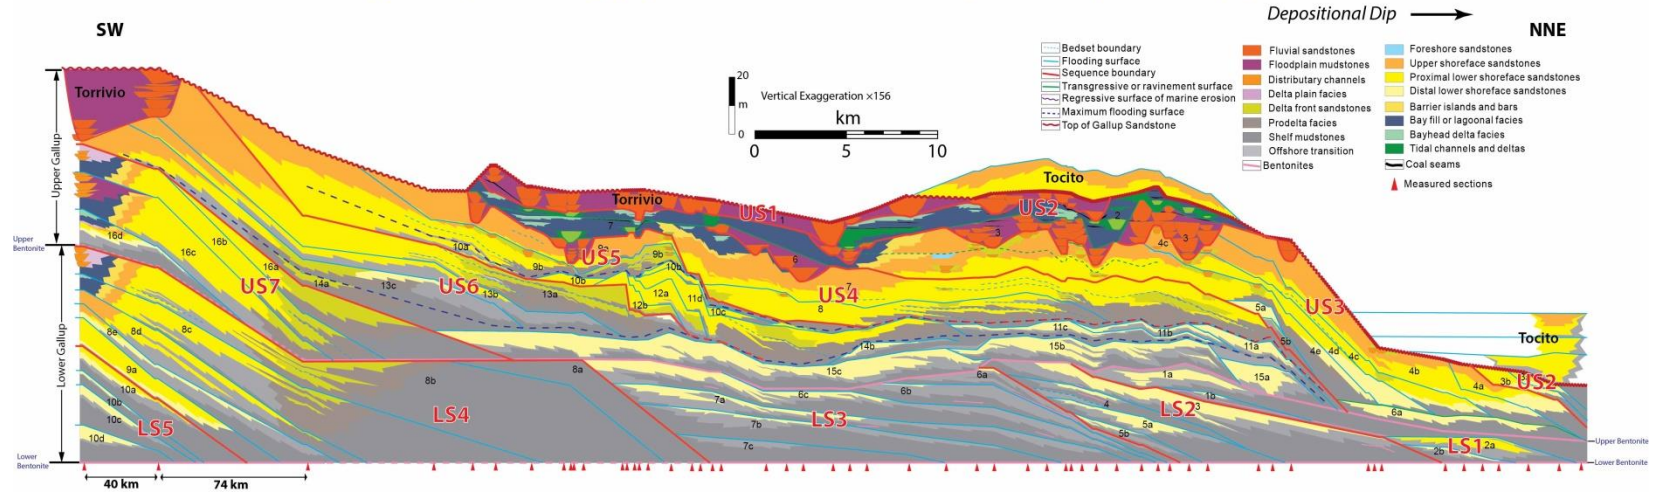 Depositional Dip
SW
NNE
Bedset boundary
Flooding surface
Sequence boundary
Transgressive or ravinement surface
Regressive surface of marine erosion
Maximum flooding surface
Top of Gallup Sandstone
Fluvial sandstones
Floodplain mudstones
Distributary channels
Delta plain facies
Delta front sandstones
Prodelta facies
Shelf mudstones
Offshore transition
Bentonites
Foreshore sandstones
Upper shoreface sandstones
Proximal lower shoreface sandstones
Distal lower shoreface sandstones
Barrier islands and bars
Bay fill or lagoonal facies
Bayhead delta facies
Tidal channels and deltas
Coal seams
Measured sections
20
m
0
Vertical Exaggeration ×156
km
0 5 10
Torrivio
Upper Gallup
Upper
Bentonite
Lower Gallup
Lower
Bentonite
Torrivio
Tocito
Tocito
US1
1
US2
2
3
3
4c
US3
US4
7
8
6
7
US5
9a
9b
9b
10a
10b
10b
10c
US6
US7
16d
16c
16b
16a
14a
13c
13b
13a
12b
12a
11d
11c
11b
11a
14b
15c
15b
15a
5a
5b
4e
4d
4c
4b
4a
3b
US2
6a
8e
8d
8c
8b
8a
9a
10a
10b
10c
10d
LS5
LS4
LS3
LS2
LS1
7a
7b
7c
6c
6b
6a
1a
1b
3
4
5a
5b
2a
2b
Upper Bentonite
Lower Bentonite
40 km
74 km